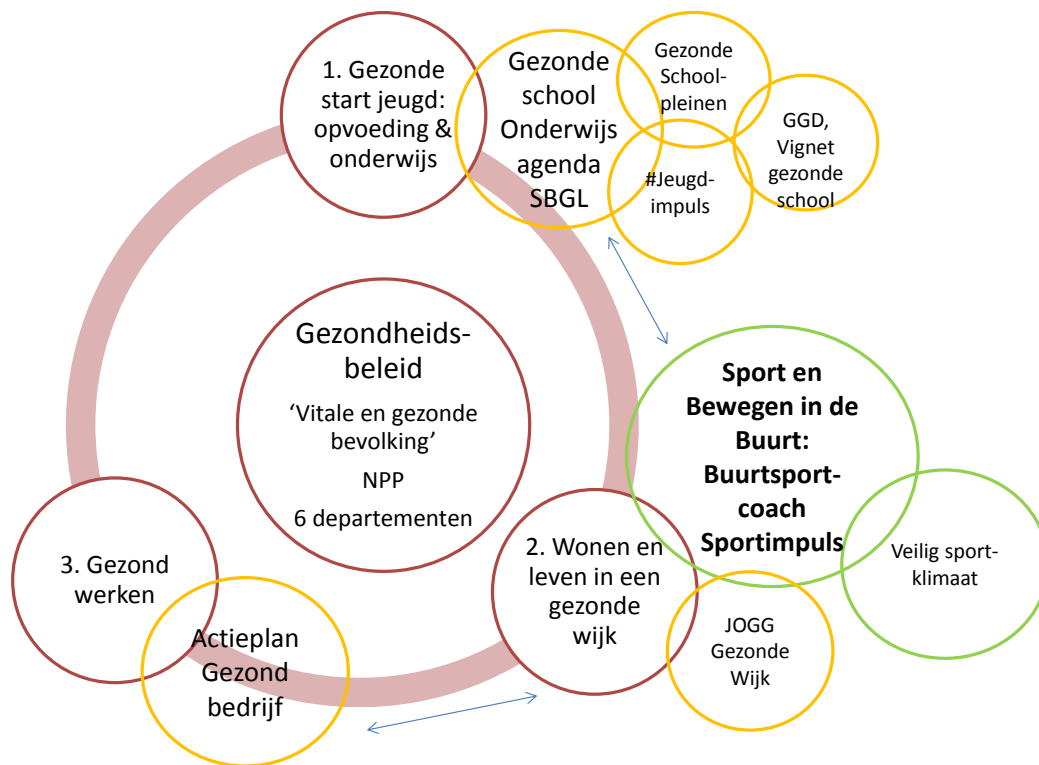 1. Gezonde
start jeugd:
opvoeding &
onderwijs
Gezonde
school
Onderwijs
agenda
SBGL
Gezonde
School-
pleinen
GGD,
Vignet
gezonde
school
#Jeugd-
impuls
Gezondheids-
beleid
‘Vitale en gezonde
bevolking’
NPP
6 departementen
Sport en
Bewegen in de
Buurt:
Buurtsport-
coach
Sportimpuls
Veilig sport-
klimaat
2. Wonen en
leven in een
gezonde
wijk
JOGG
Gezonde
Wijk
3. Gezond
werken
Actieplan
Gezond
bedrijf